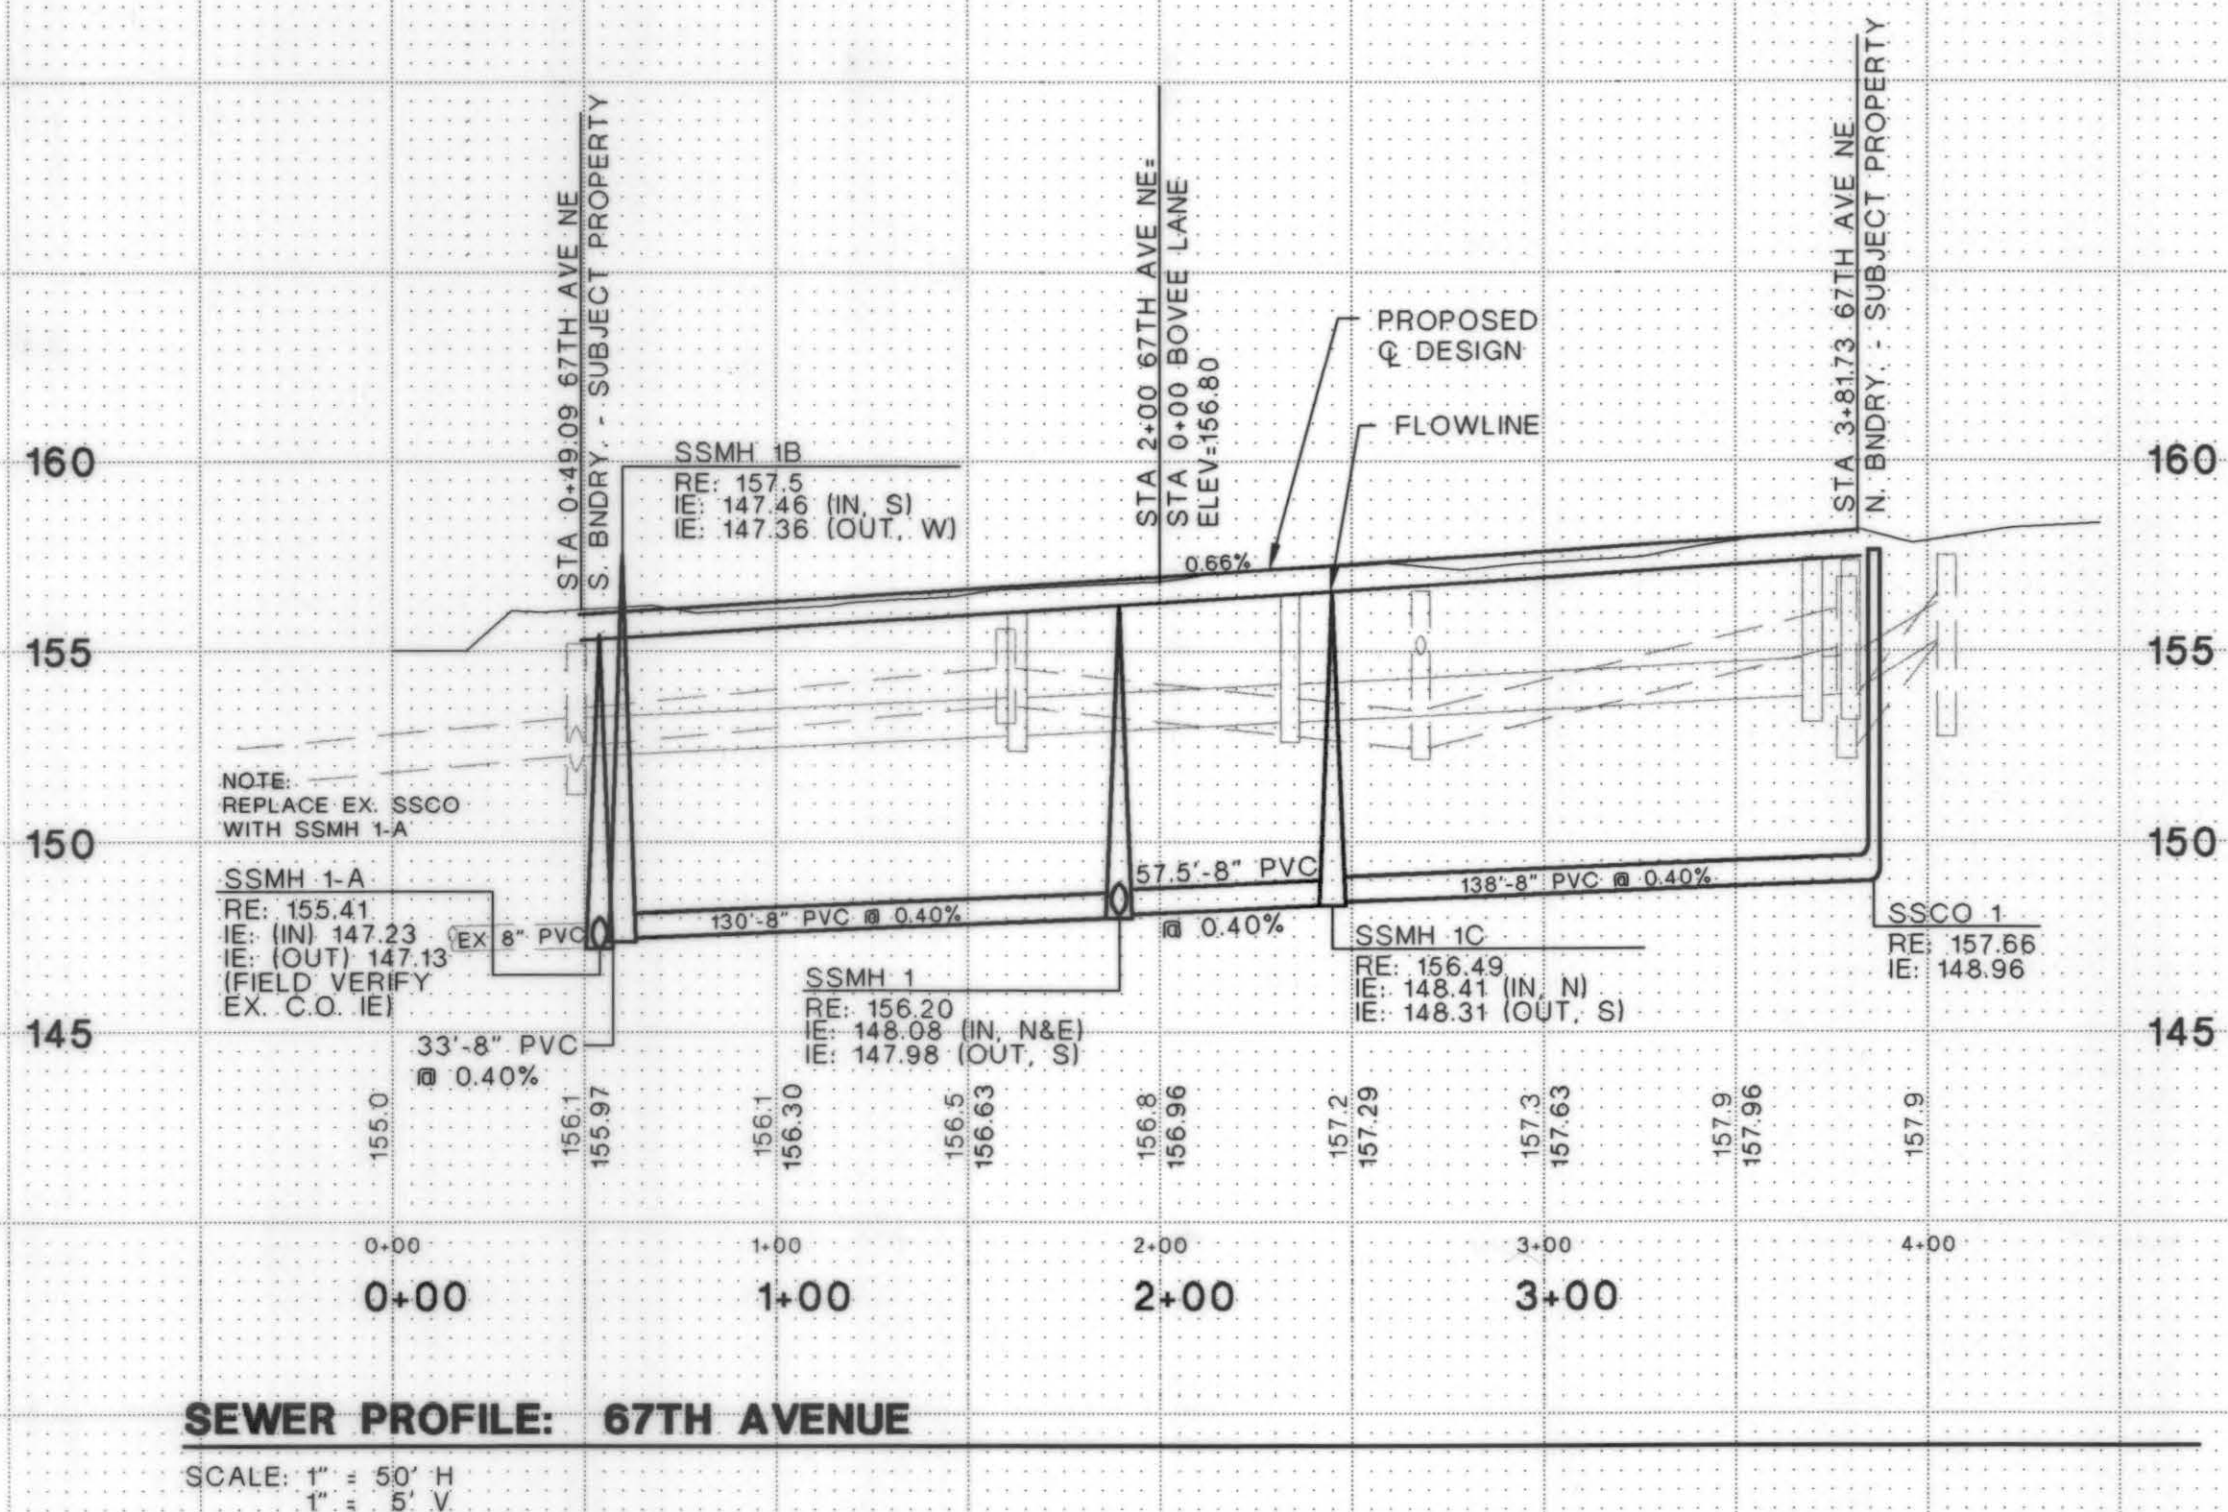 STA 0+49.09 67TH AVE NE
S. BNDRY. - SUBJECT PROPERTY
STA 2+00 67TH AVE NE=
STA 0+00 BOVEE LANE
ELEV=156.80
STA 3+81.73 67TH AVE NE
N. BNDRY. - SUBJECT PROPERTY
PROPOSED
℄ DESIGN
FLOWLINE
160
160
SSMH 1B
RE: 157.5
IE: 147.46 (IN, S)
IE: 147.36 (OUT, W)
0.66%
155
155
NOTE:
REPLACE EX. SSCO
WITH SSMH 1-A
150
150
SSMH 1-A
RE: 155.41
IE: (IN) 147.23
IE: (OUT) 147.13
(FIELD VERIFY
EX. C.O. IE)
EX 8" PVC
130'-8" PVC @ 0.40%
57.5'-8" PVC
@ 0.40%
138'-8" PVC @ 0.40%
SSCO 1
RE: 157.66
IE: 148.96
SSMH 1C
RE: 156.49
IE: 148.41 (IN, N)
IE: 148.31 (OUT, S)
SSMH 1
RE: 156.20
IE: 148.08 (IN, N&E)
IE: 147.98 (OUT, S)
145
145
33'-8" PVC
@ 0.40%
155.0
156.1
155.97
156.1
156.30
156.5
156.63
156.8
156.96
157.2
157.29
157.3
157.63
157.9
157.96
157.9
0+00
1+00
2+00
3+00
4+00
0+00
1+00
2+00
3+00
SEWER PROFILE: 67TH AVENUE
SCALE: 1" = 50' H
1" = 5' V